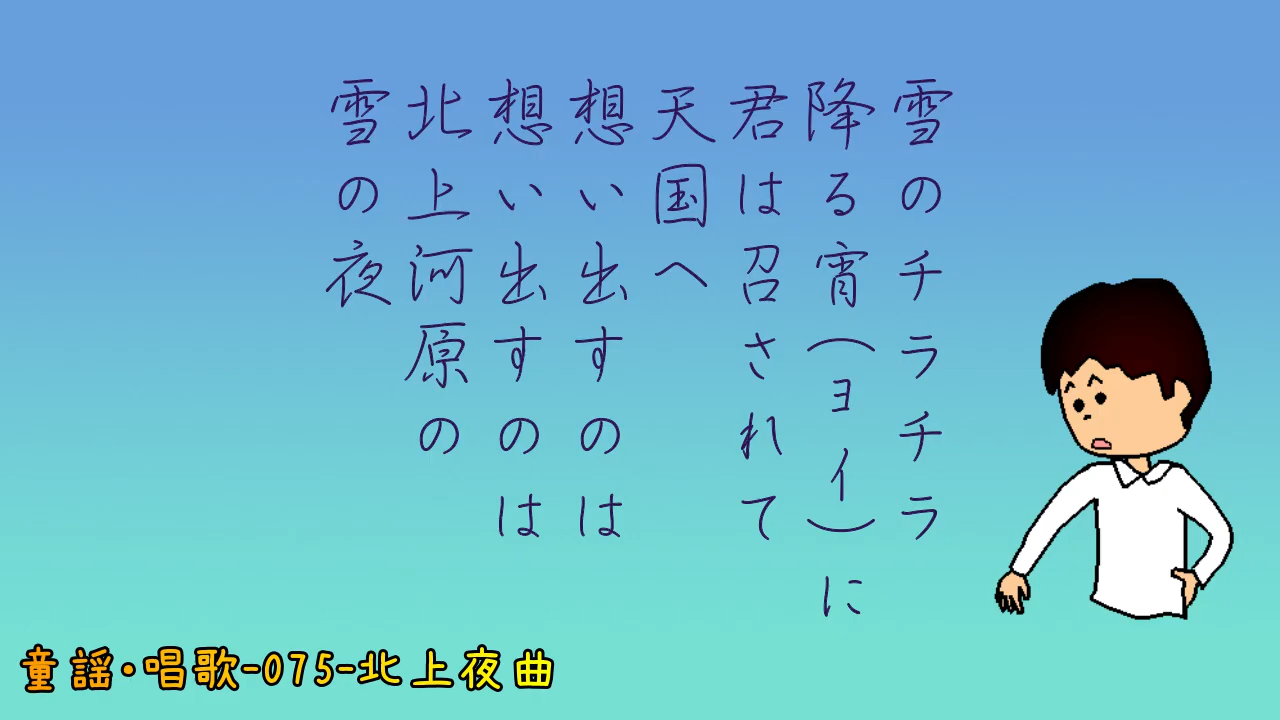 雪のチラチラ
降る宵(ヨイ)に
君は召されて
天国へ
想い出すのは
想い出すのは
北上河原の
雪の夜
童謡・唱歌-075-北上夜曲